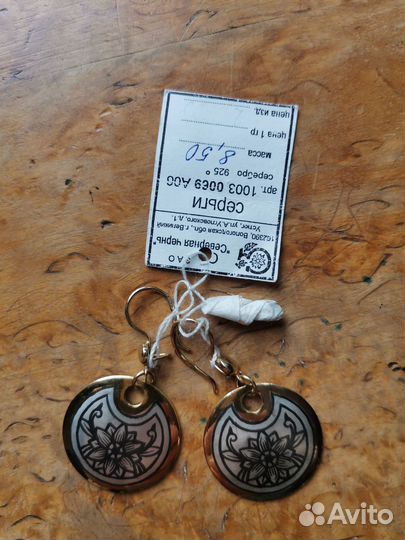 АО
"Северная чернь"
162390, Вологодская обл., г. Великий
Устюг, ул.А.Угловского, д.1.
СЕРЬГИ
арт. 1003 0069 А00
серебро 925°
масса 8,50
цена 1 гр
цена изд.
Avito